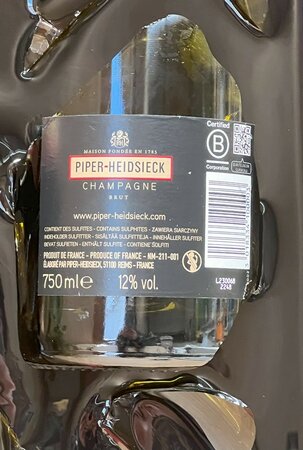 MAISON FONDÉE EN 1785
PIPER-HEIDSIECK
CHAMPAGNE
BRUT
www.piper-heidsieck.com
CONTIENT DES SULFITES - CONTAINS SULPHITES - ZAWIERA SIARCZYNY
INDEHOLDER SULFITTER - SISÄLTÄÄ SULFIITTEJA - INNEHÅLLER SULFITER
BEVAT SULFIETEN - ENTHÄLT SULFITE - CONTIENE SOLFITI
PRODUIT DE FRANCE - PRODUCE OF FRANCE - NM-211-001
ÉLABORÉ PAR PIPER-HEIDSIECK, 51100 REIMS - FRANCE
750 ml e 12% vol.
Certified
B
Corporation
L230068
2248